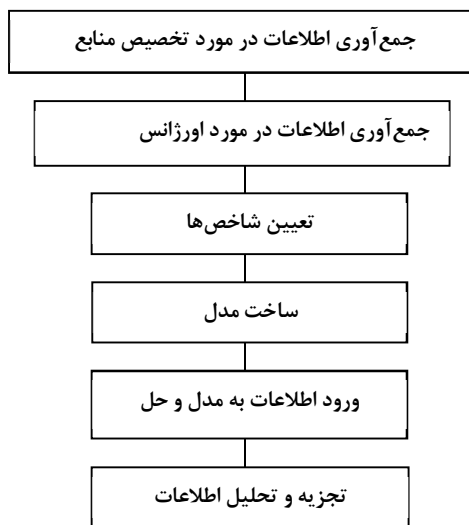 جمع‌آوری اطلاعات در مورد تخصیص منابع
جمع‌آوری اطلاعات در مورد اورژانس
تعیین شاخص‌ها
ساخت مدل
ورود اطلاعات به مدل و حل
تجزیه و تحلیل اطلاعات